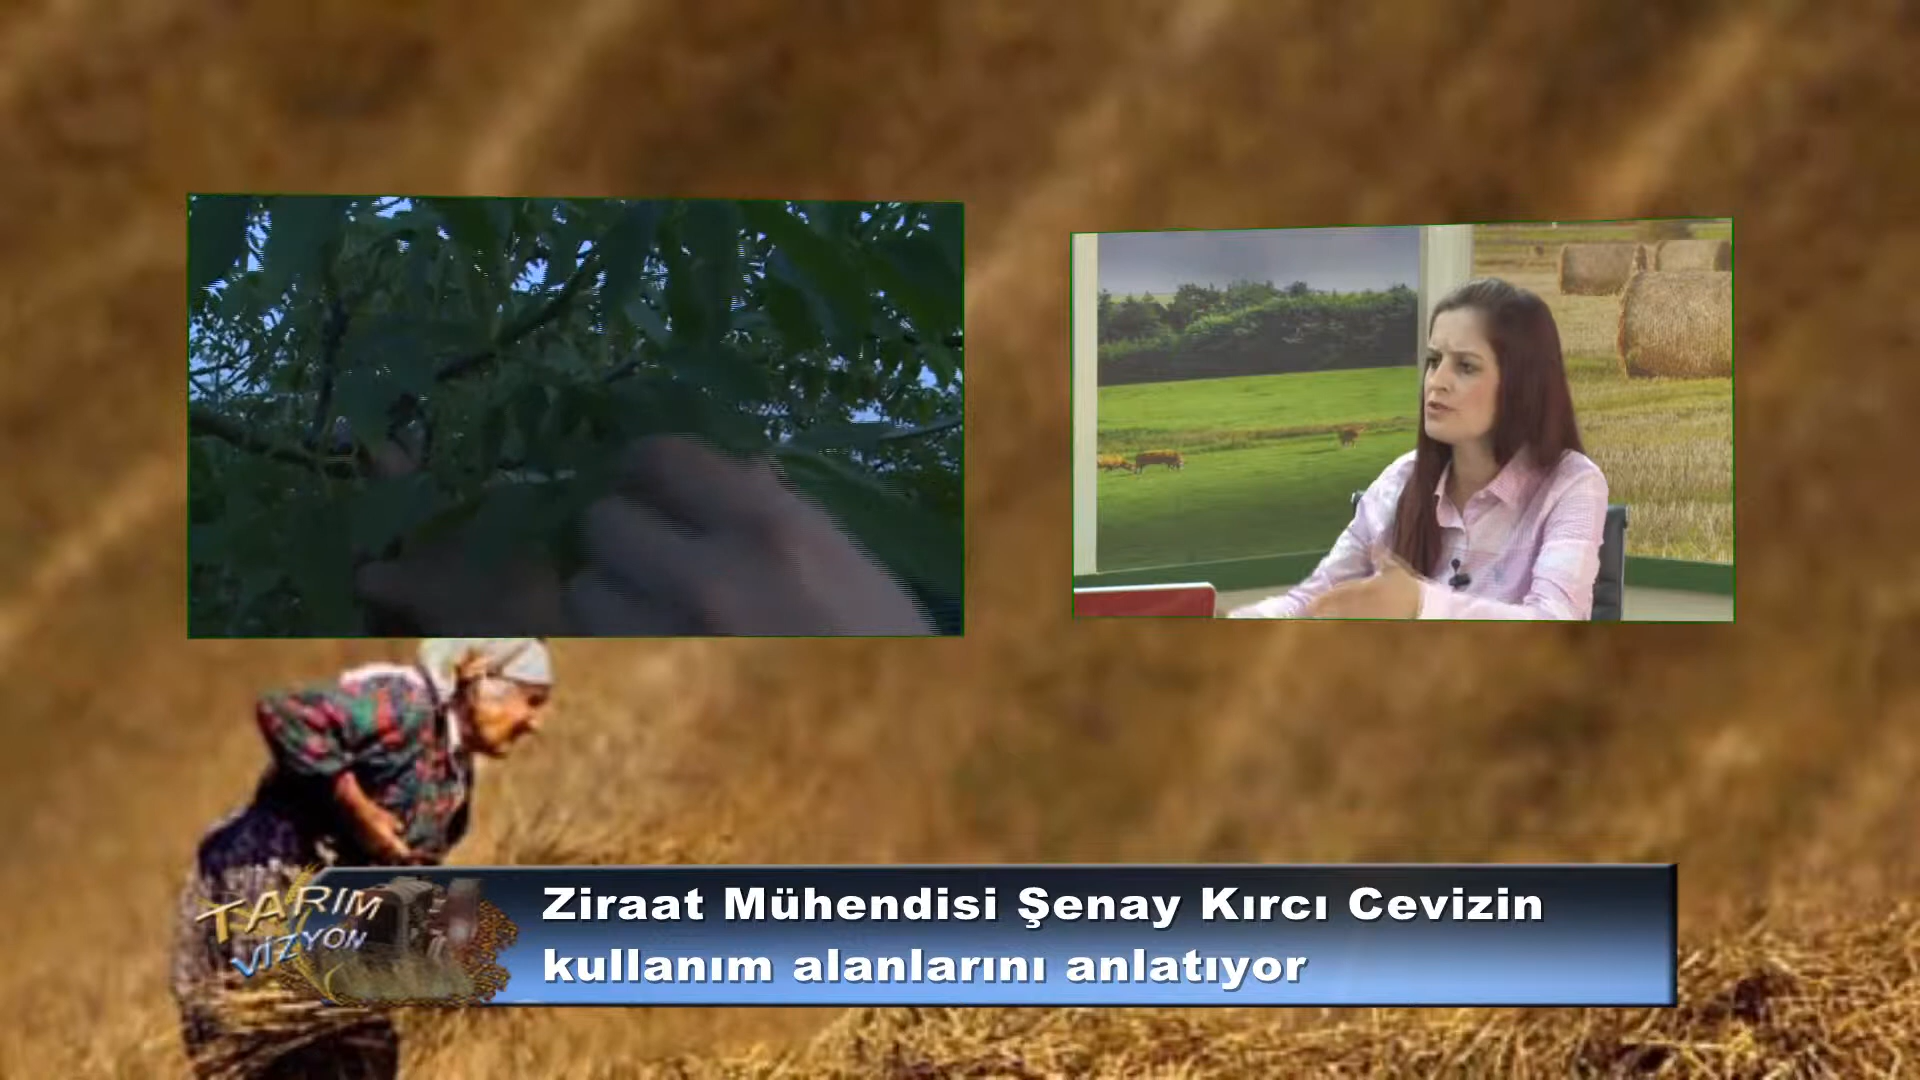 Ziraat Mühendisi Şenay Kırcı Cevizin
kullanım alanlarını anlatıyor
TARIM
VİZYON